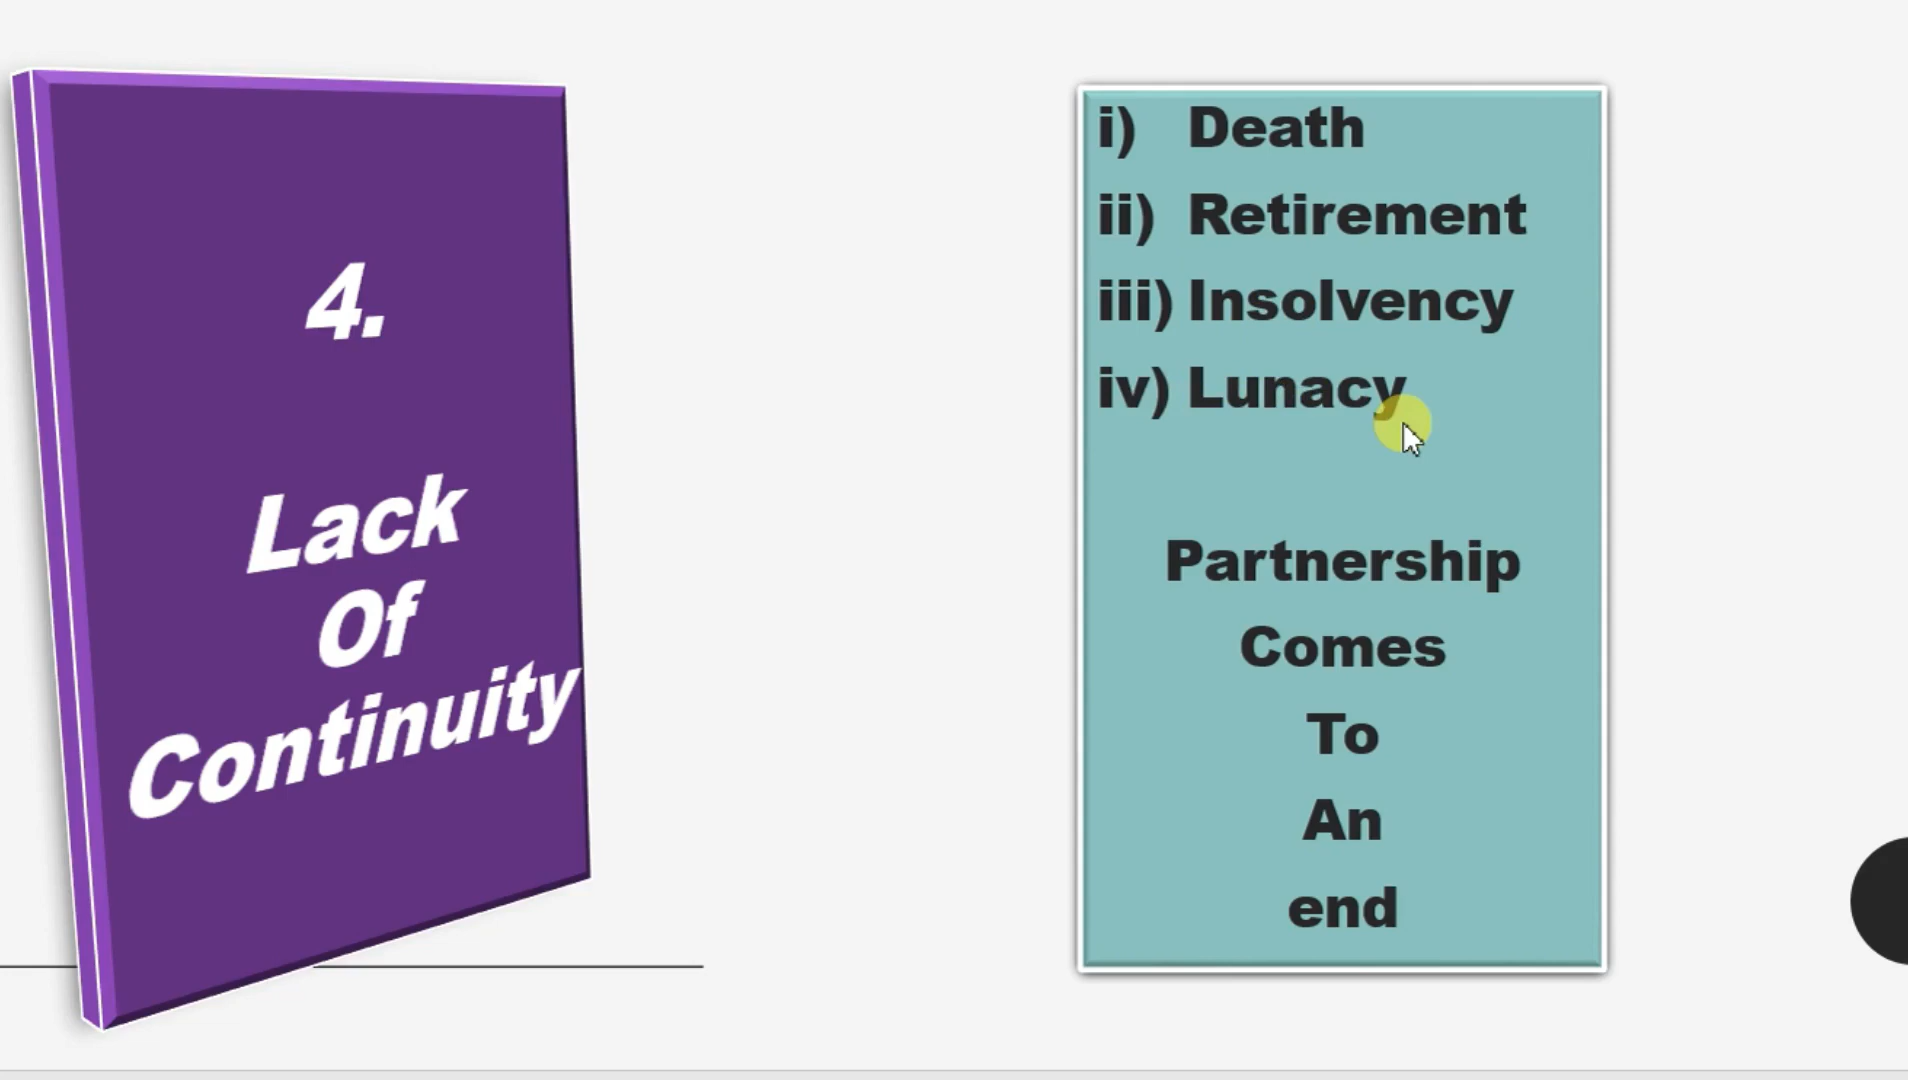 4.
Lack
Of
Continuity
i) Death
ii) Retirement
iii) Insolvency
iv) Lunacy
Partnership
Comes
To
An
end